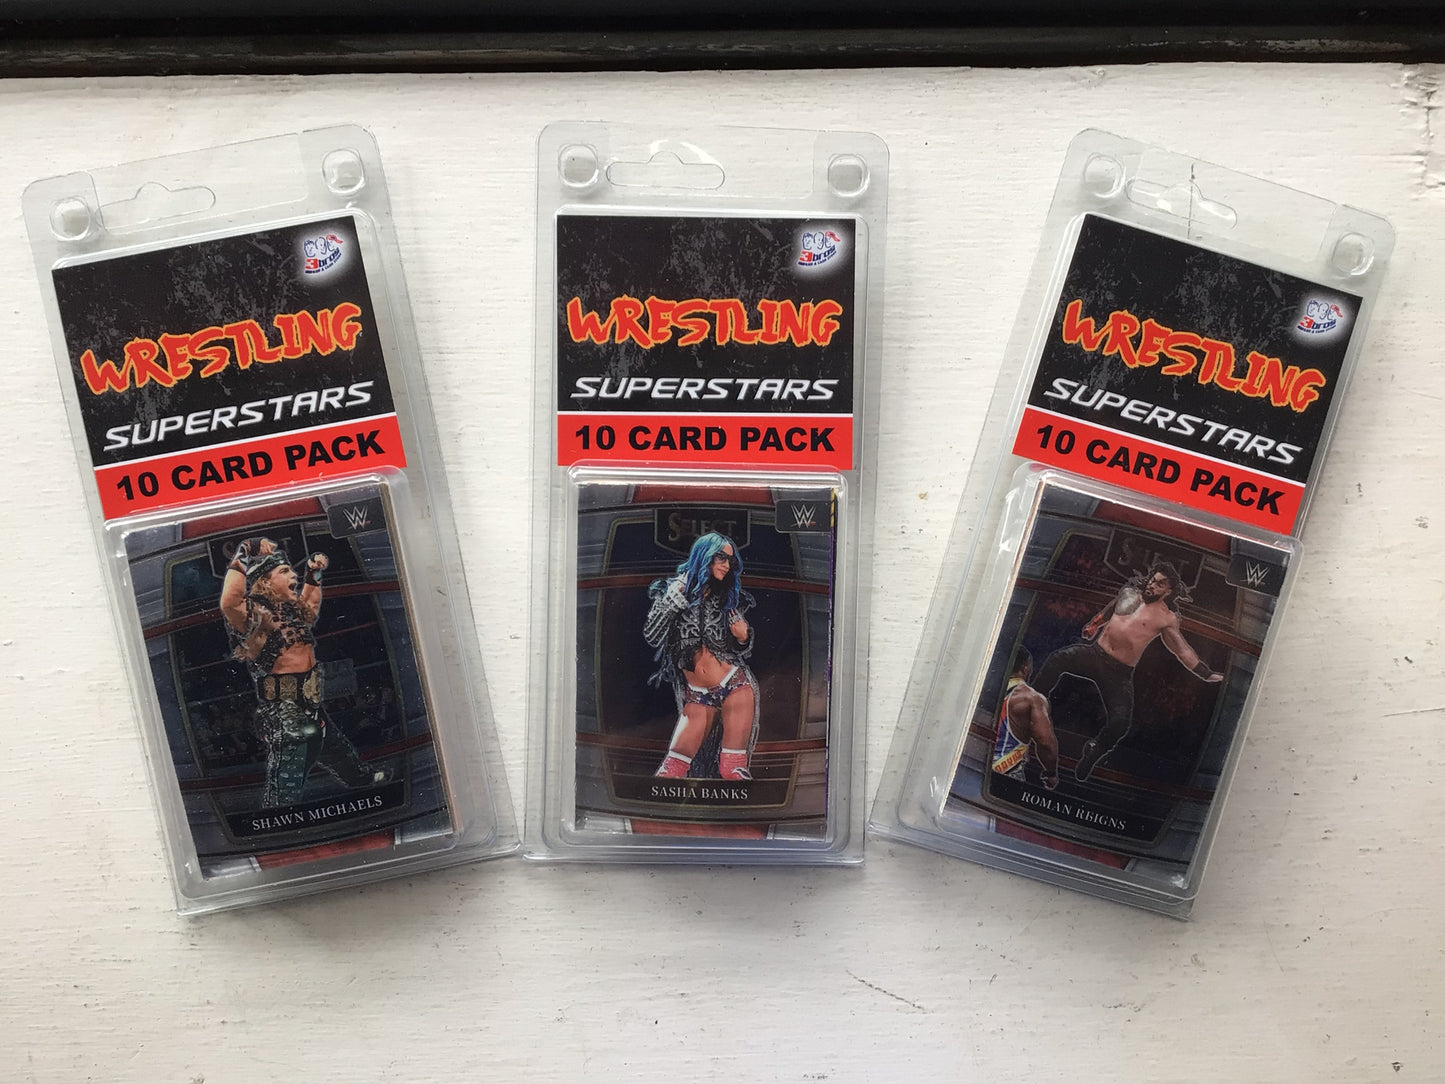 3bros
WRESTLING
SUPERSTARS
10 CARD PACK
SELECT
W
SHAWN MICHAELS
3bros
WRESTLING
SUPERSTARS
10 CARD PACK
SELECT
W
SASHA BANKS
3bros
WRESTLING
SUPERSTARS
10 CARD PACK
SELECT
W
ROMAN REIGNS